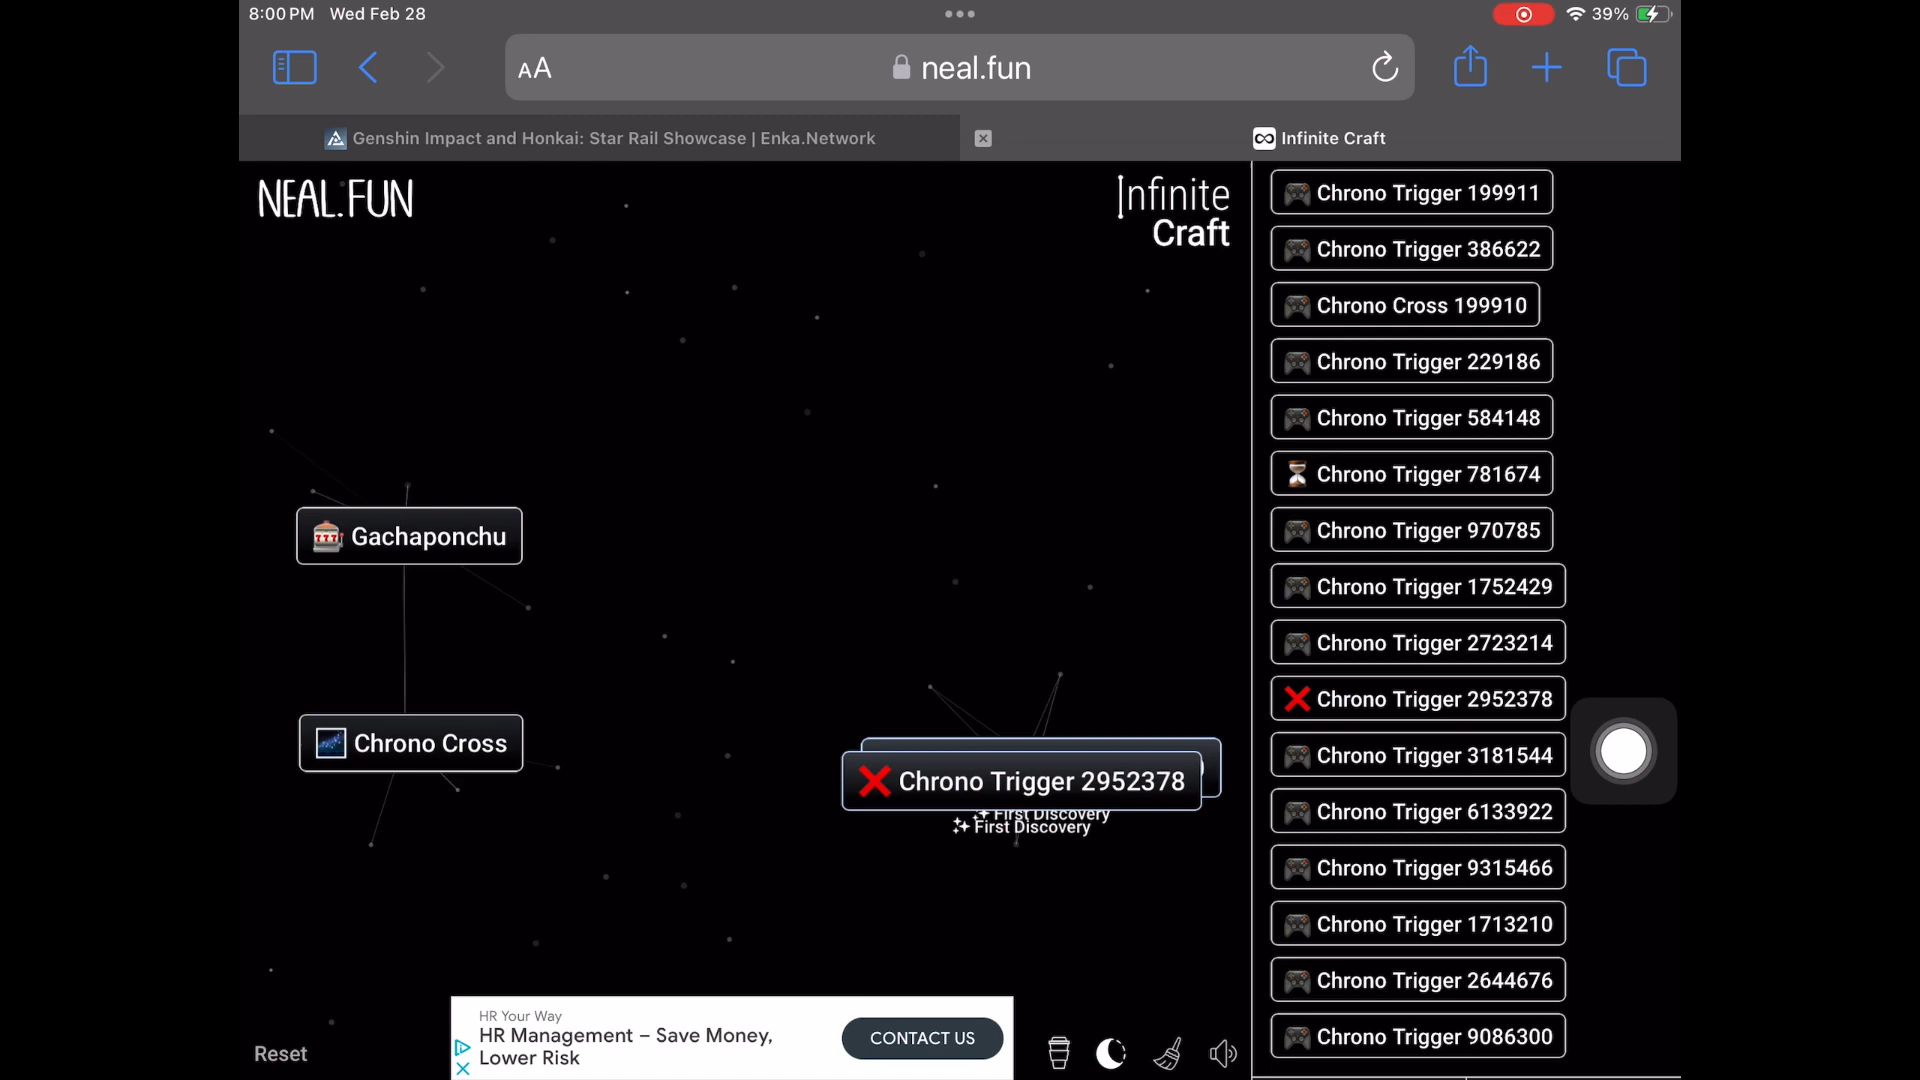 8:00 PM Wed Feb 28
39%
AA
neal.fun
Genshin Impact and Honkai: Star Rail Showcase | Enka.Network
Infinite Craft
NEAL.FUN
Infinite
Craft
Gachaponchu
Chrono Cross
Chrono Trigger 2952378
First Discovery
First Discovery
Chrono Trigger 199911
Chrono Trigger 386622
Chrono Cross 199910
Chrono Trigger 229186
Chrono Trigger 584148
Chrono Trigger 781674
Chrono Trigger 970785
Chrono Trigger 1752429
Chrono Trigger 2723214
Chrono Trigger 2952378
Chrono Trigger 3181544
Chrono Trigger 6133922
Chrono Trigger 9315466
Chrono Trigger 1713210
Chrono Trigger 2644676
Chrono Trigger 9086300
Reset
HR Your Way
HR Management – Save Money,
Lower Risk
CONTACT US